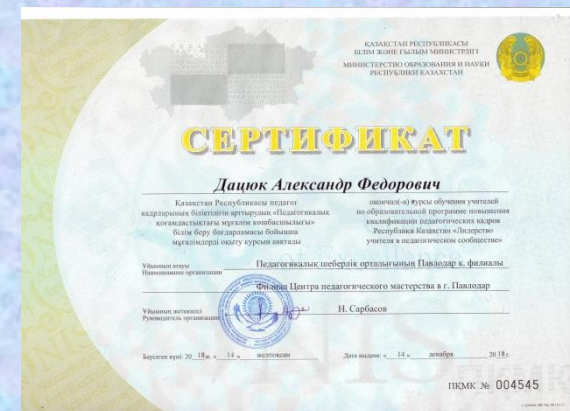 ҚАЗАҚСТАН РЕСПУБЛИКАСЫ
БІЛІМ ЖӘНЕ ҒЫЛЫМ МИНИСТРЛІГІ
МИНИСТЕРСТВО ОБРАЗОВАНИЯ И НАУКИ
РЕСПУБЛИКИ КАЗАХСТАН
СЕРТИФИКАТ
Дацюк Александр Федорович
Қазақстан Республикасы педагог
кадрларының біліктілігін арттырудың «Педагогикалық
қоғамдастықтағы мұғалім көшбасшылығы»
білім беру бағдарламасы бойынша
мұғалімдерді оқыту курсын аяқтады
окончил(-а) курсы обучения учителей
по образовательной программе повышения
квалификации педагогических кадров
Республики Казахстан «Лидерство
учителя в педагогическом сообществе»
Ұйымның атауы
Наименование организации
Педагогикалық шеберлік орталығының Павлодар қ. филиалы
Филиал Центра педагогического мастерства в г. Павлодар
Ұйымның жетекшісі
Руководитель организации
Н. Сарбасов
Берілген күні: 20 18ж. « 14 » желтоқсан
Дата выдачи: « 14 » декабря 20 18г.
ПКМК № 004545